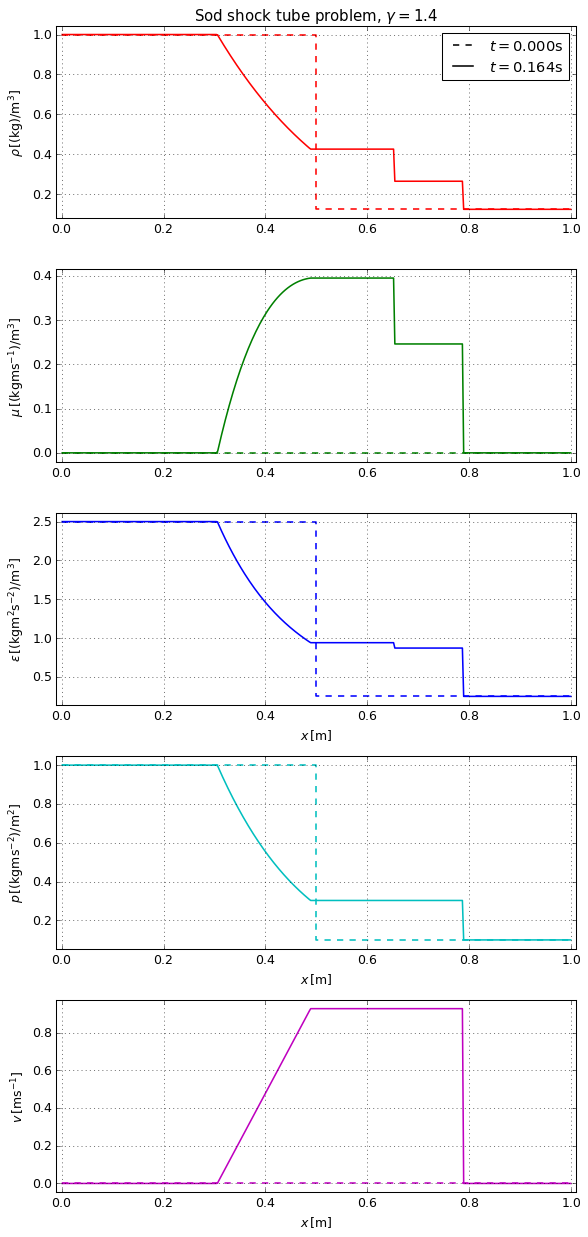 Sod shock tube problem, γ = 1.4
t = 0.000s
t = 0.164s
ρ [(kg)/m³]
1.0
0.8
0.6
0.4
0.2
0.0 0.2 0.4 0.6 0.8 1.0
μ [(kgms⁻¹)/m³]
0.4
0.3
0.2
0.1
0.0
0.0 0.2 0.4 0.6 0.8 1.0
ε [(kgm²s⁻²)/m³]
2.5
2.0
1.5
1.0
0.5
0.0 0.2 0.4 0.6 0.8 1.0
x [m]
p [(kgms⁻²)/m²]
1.0
0.8
0.6
0.4
0.2
0.0 0.2 0.4 0.6 0.8 1.0
x [m]
v [ms⁻¹]
0.8
0.6
0.4
0.2
0.0
0.0 0.2 0.4 0.6 0.8 1.0
x [m]